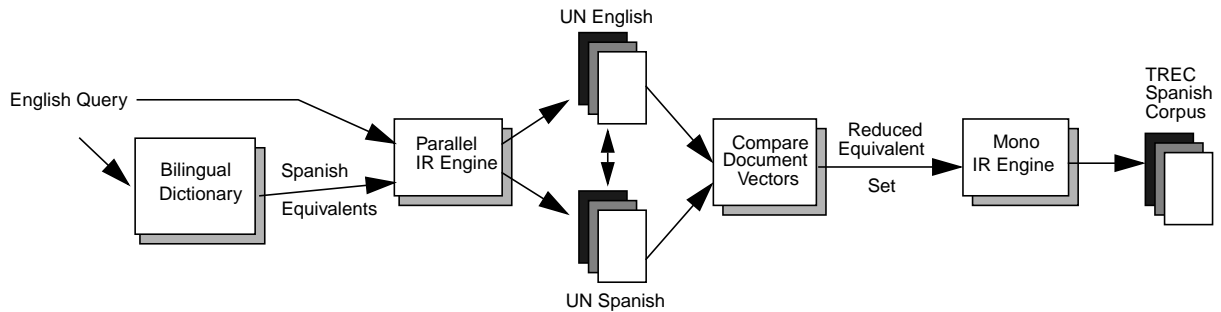 UN English
English Query
Bilingual
Dictionary
Spanish
Equivalents
Parallel
IR Engine
UN Spanish
Compare
Document
Vectors
Reduced
Equivalent
Set
Mono
IR Engine
TREC
Spanish
Corpus